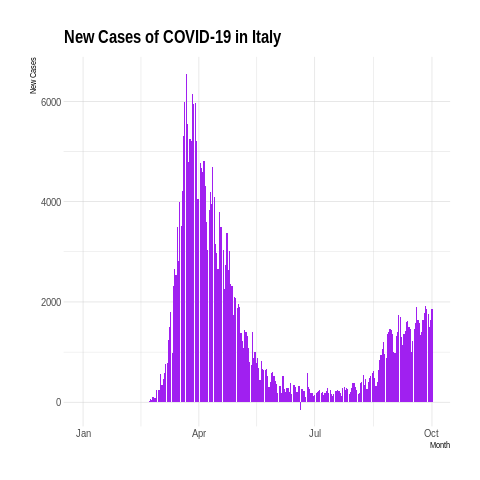 New Cases of COVID-19 in Italy
New Cases
6000
4000
2000
0
Jan Apr Jul Oct
Month